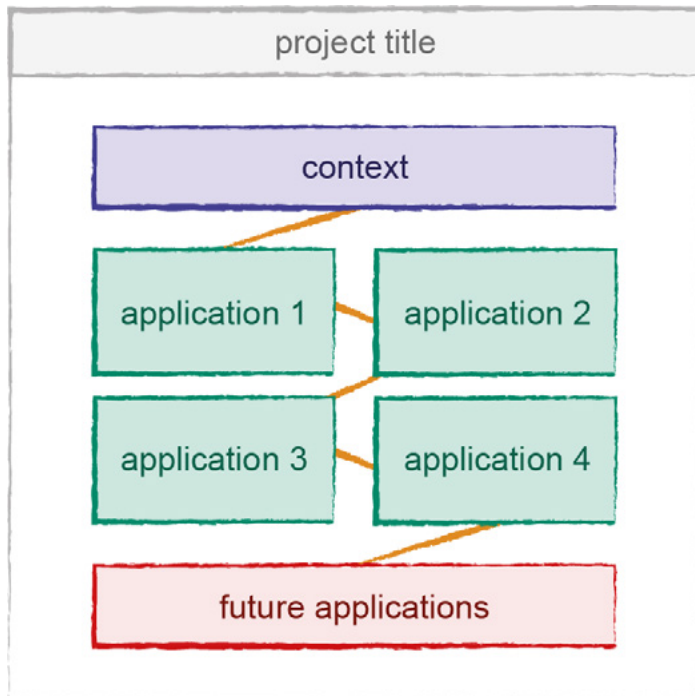 project title
context
application 1
application 2
application 3
application 4
future applications